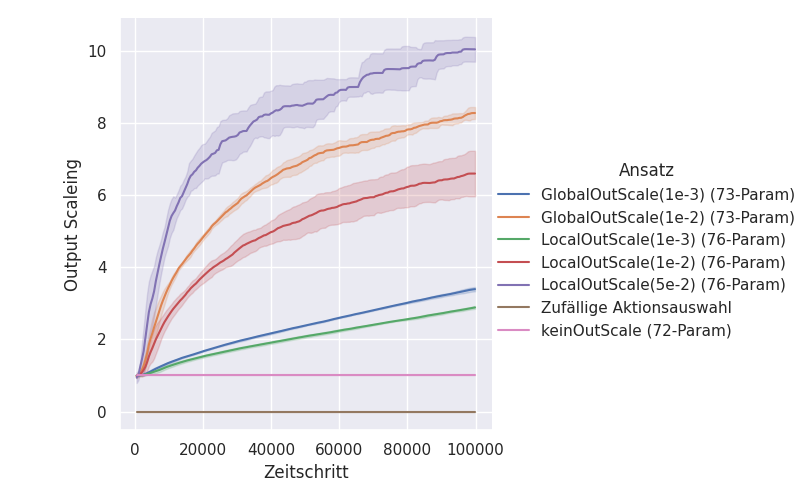 10
8
6
4
2
0
Output Scaleing
0 20000 40000 60000 80000 100000
Zeitschritt
Ansatz
GlobalOutScale(1e-3) (73-Param)
GlobalOutScale(1e-2) (73-Param)
LocalOutScale(1e-3) (76-Param)
LocalOutScale(1e-2) (76-Param)
LocalOutScale(5e-2) (76-Param)
Zufällige Aktionsauswahl
keinOutScale (72-Param)